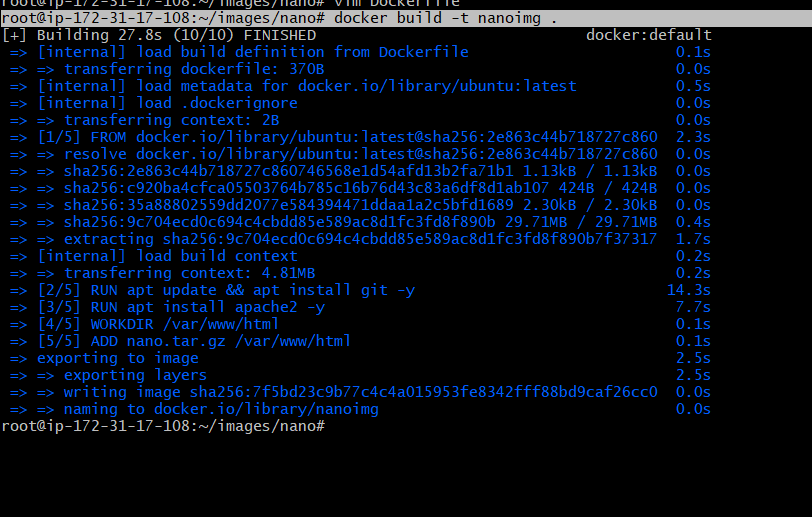 root@ip-172-31-17-108:~/images/nano# vim Dockerfile
root@ip-172-31-17-108:~/images/nano# docker build -t nanoimg .
[+] Building 27.8s (10/10) FINISHED docker:default
=> [internal] load build definition from Dockerfile 0.1s
=> => transferring dockerfile: 370B 0.0s
=> [internal] load metadata for docker.io/library/ubuntu:latest 0.5s
=> [internal] load .dockerignore 0.0s
=> => transferring context: 2B 0.0s
=> [1/5] FROM docker.io/library/ubuntu:latest@sha256:2e863c44b718727c860 2.3s
=> => resolve docker.io/library/ubuntu:latest@sha256:2e863c44b718727c860 0.0s
=> => sha256:2e863c44b718727c860746568e1d54afd13b2fa71b1 1.13kB / 1.13kB 0.0s
=> => sha256:c920ba4cfca05503764b785c16b76d43c83a6df8d1ab107 424B / 424B 0.0s
=> => sha256:35a88802559dd2077e584394471ddaa1a2c5bfd1689 2.30kB / 2.30kB 0.0s
=> => sha256:9c704ecd0c694c4cbdd85e589ac8d1fc3fd8f890b 29.71MB / 29.71MB 0.4s
=> => extracting sha256:9c704ecd0c694c4cbdd85e589ac8d1fc3fd8f890b7f37317 1.7s
=> [internal] load build context 0.2s
=> => transferring context: 4.81MB 0.2s
=> [2/5] RUN apt update && apt install git -y 14.3s
=> [3/5] RUN apt install apache2 -y 7.7s
=> [4/5] WORKDIR /var/www/html 0.1s
=> [5/5] ADD nano.tar.gz /var/www/html 0.1s
=> exporting to image 2.5s
=> => exporting layers 2.5s
=> => writing image sha256:7f5bd23c9b77c4c4a015953fe8342fff88bd9caf26cc0 0.0s
=> => naming to docker.io/library/nanoimg 0.0s
root@ip-172-31-17-108:~/images/nano#